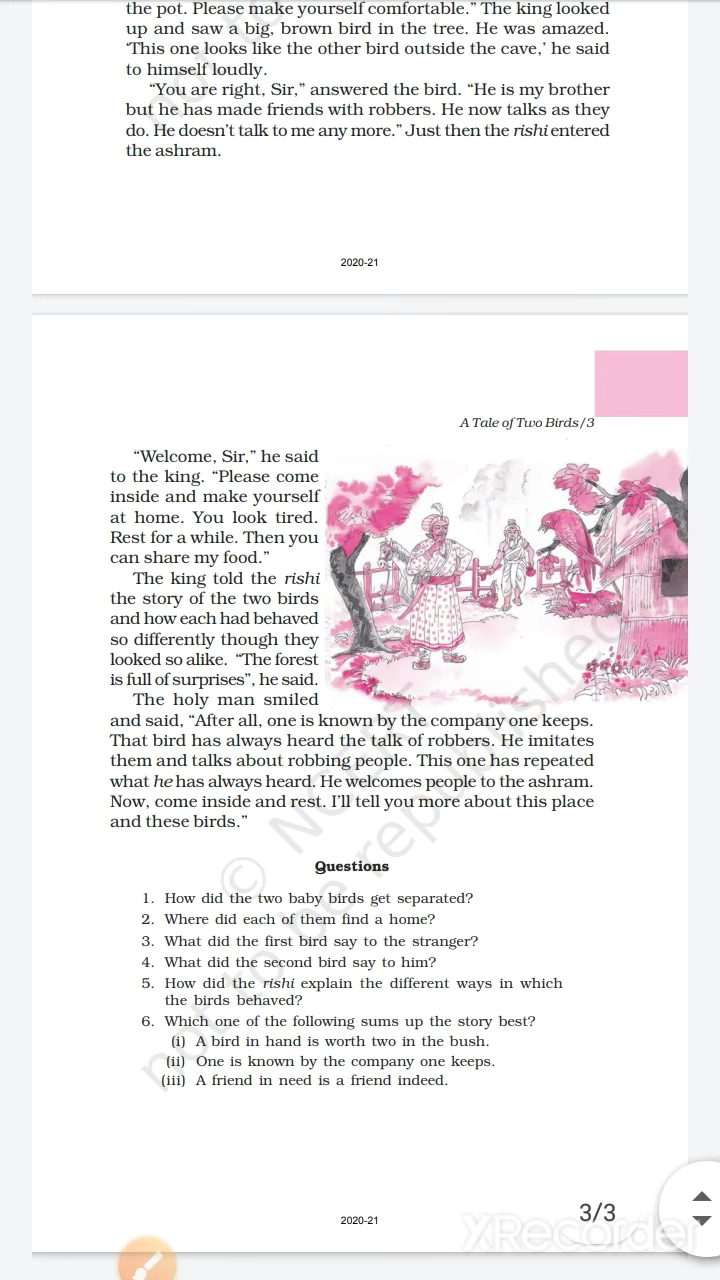 the pot. Please make yourself comfortable.” The king looked
up and saw a big, brown bird in the tree. He was amazed.
‘This one looks like the other bird outside the cave,’ he said
to himself loudly.
“You are right, Sir,” answered the bird. “He is my brother
but he has made friends with robbers. He now talks as they
do. He doesn’t talk to me any more.” Just then the rishi entered
the ashram.
2020-21
A Tale of Two Birds/3
“Welcome, Sir,” he said
to the king. “Please come
inside and make yourself
at home. You look tired.
Rest for a while. Then you
can share my food.”
The king told the rishi
the story of the two birds
and how each had behaved
so differently though they
looked so alike. “The forest
is full of surprises”, he said.
The holy man smiled
and said, “After all, one is known by the company one keeps.
That bird has always heard the talk of robbers. He imitates
them and talks about robbing people. This one has repeated
what he has always heard. He welcomes people to the ashram.
Now, come inside and rest. I’ll tell you more about this place
and these birds.”
© NCERT
not to be republished
Questions
1. How did the two baby birds get separated?
2. Where did each of them find a home?
3. What did the first bird say to the stranger?
4. What did the second bird say to him?
5. How did the rishi explain the different ways in which
the birds behaved?
6. Which one of the following sums up the story best?
(i) A bird in hand is worth two in the bush.
(ii) One is known by the company one keeps.
(iii) A friend in need is a friend indeed.
3/3
2020-21
XRecorder